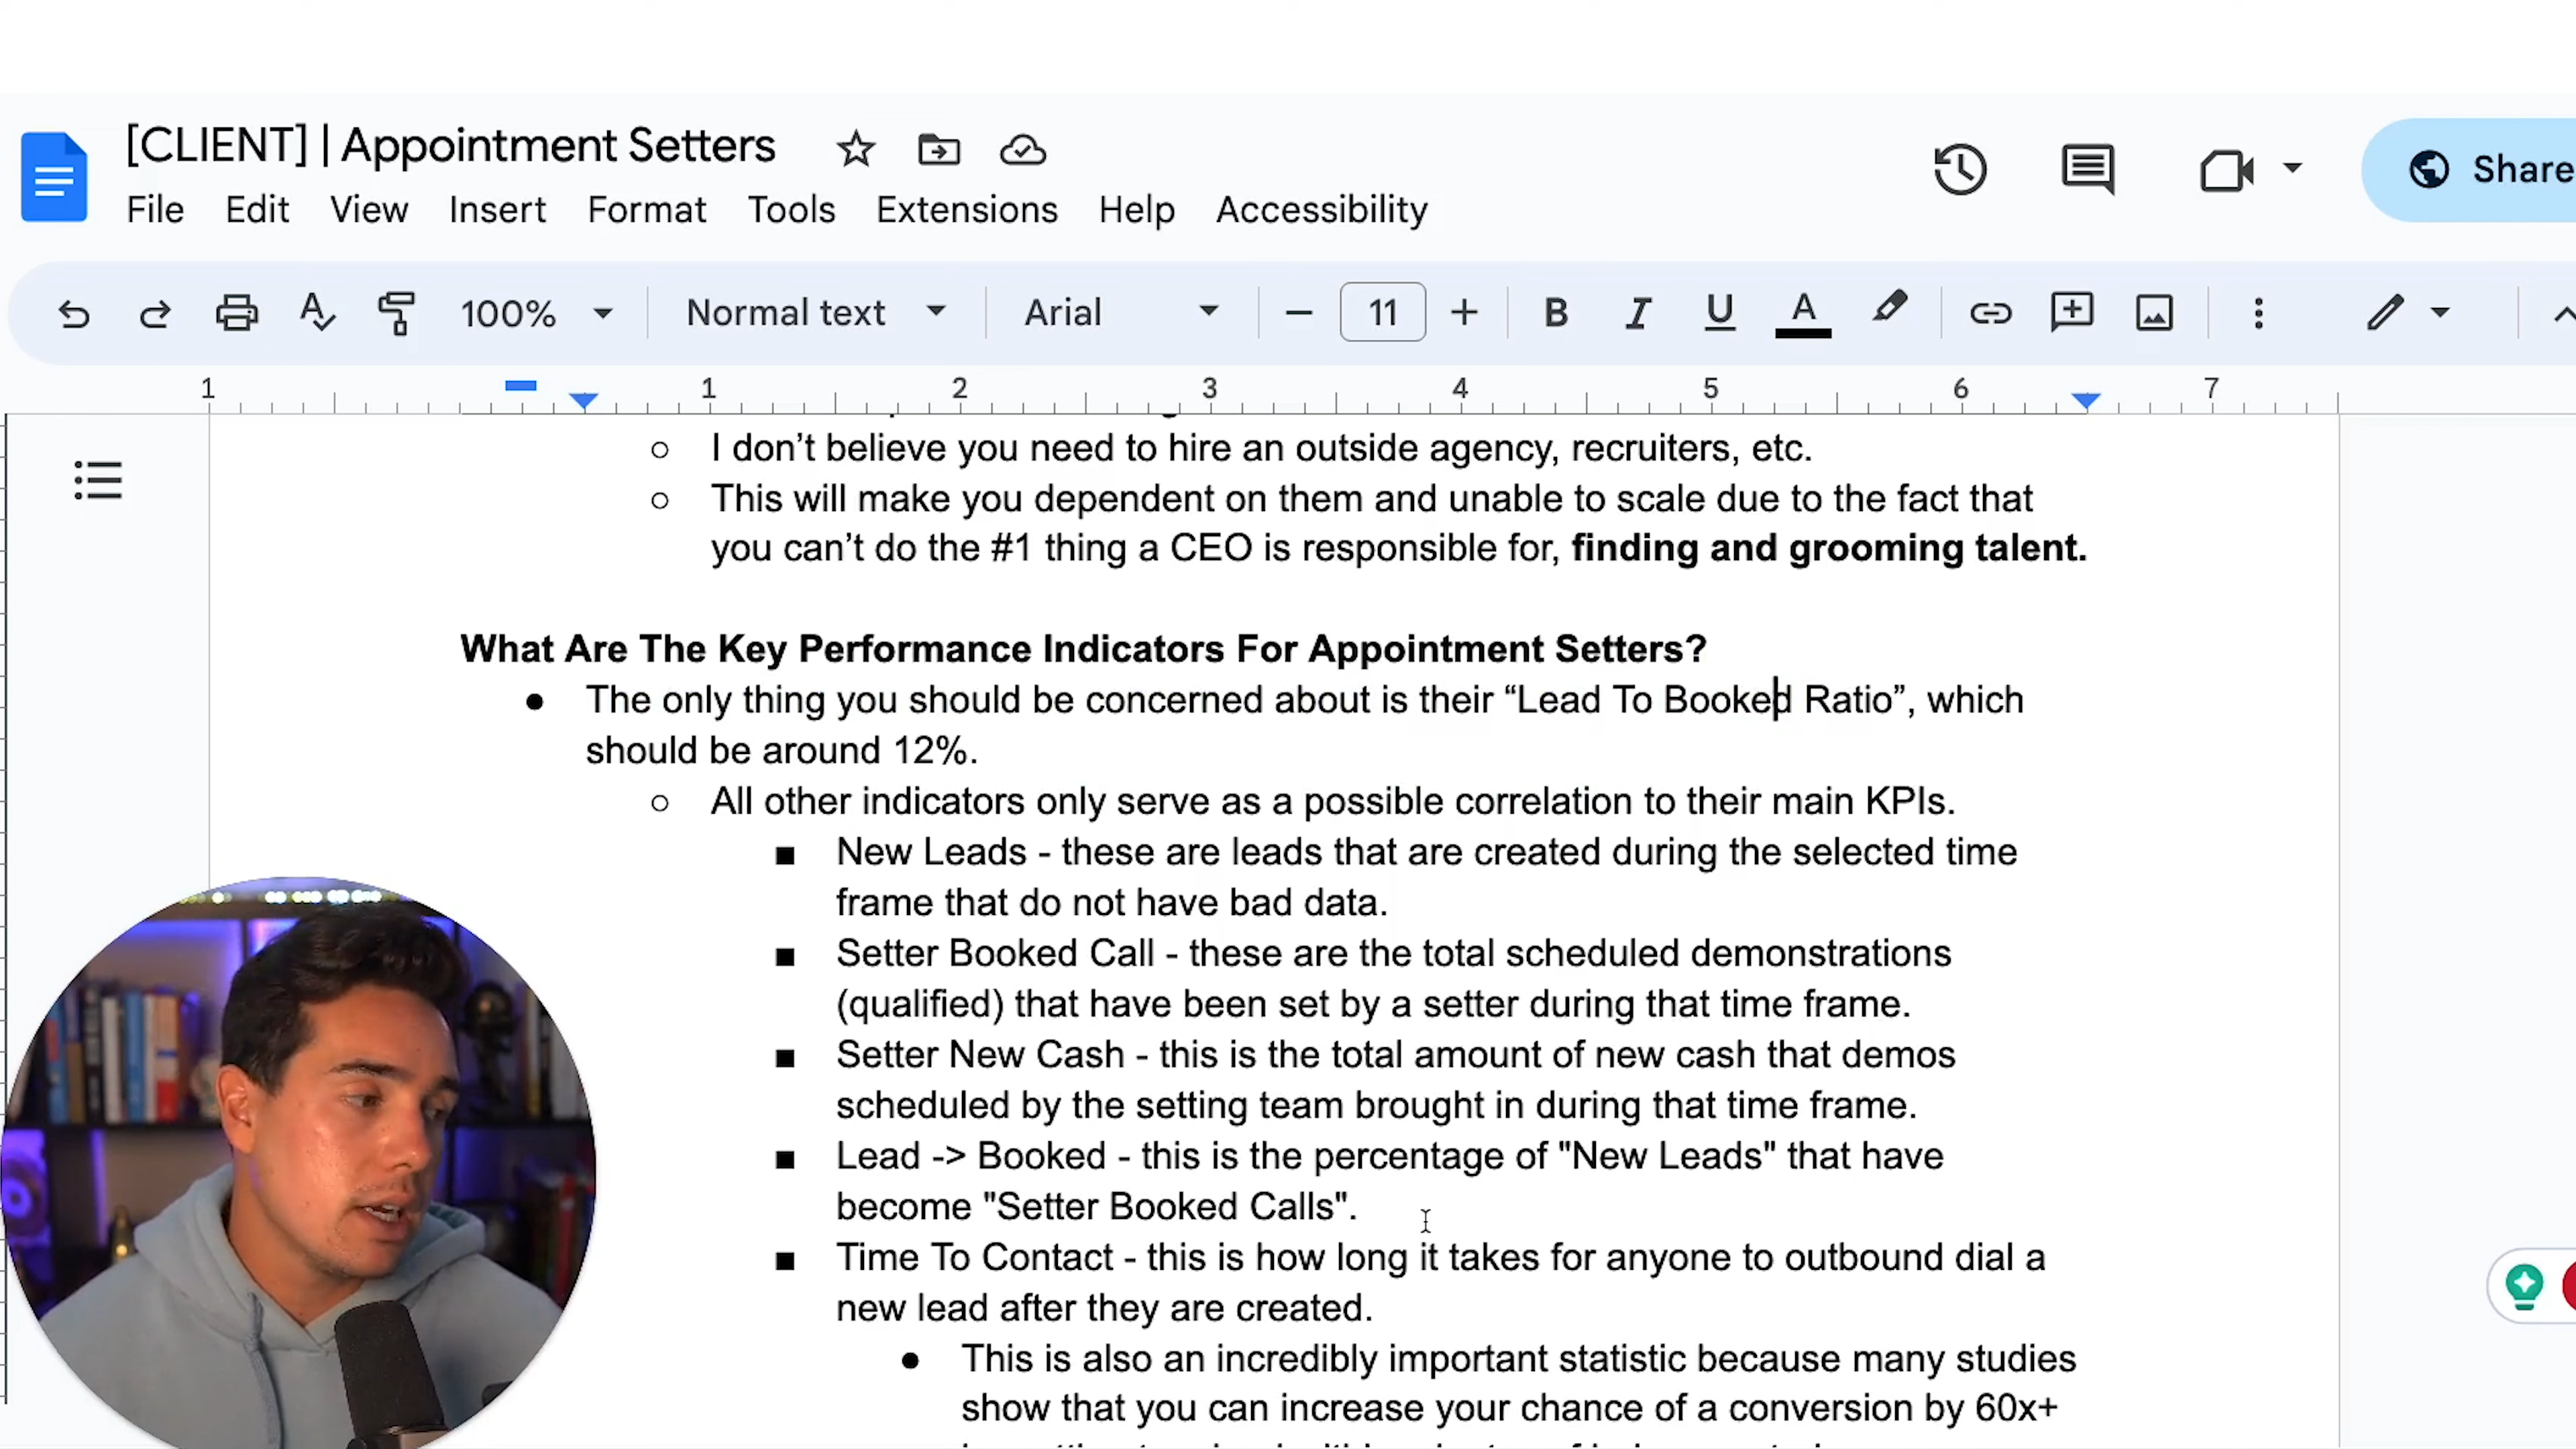 [CLIENT] | Appointment Setters
File Edit View Insert Format Tools Extensions Help Accessibility
Share
100% Normal text Arial 11 B I U A
1 1 2 3 4 5 6 7
○ I don’t believe you need to hire an outside agency, recruiters, etc.
○ This will make you dependent on them and unable to scale due to the fact that
you can’t do the #1 thing a CEO is responsible for, finding and grooming talent.
What Are The Key Performance Indicators For Appointment Setters?
● The only thing you should be concerned about is their “Lead To Booked Ratio”, which
should be around 12%.
○ All other indicators only serve as a possible correlation to their main KPIs.
■ New Leads - these are leads that are created during the selected time
frame that do not have bad data.
■ Setter Booked Call - these are the total scheduled demonstrations
(qualified) that have been set by a setter during that time frame.
■ Setter New Cash - this is the total amount of new cash that demos
scheduled by the setting team brought in during that time frame.
■ Lead -> Booked - this is the percentage of "New Leads" that have
become "Setter Booked Calls".
■ Time To Contact - this is how long it takes for anyone to outbound dial a
new lead after they are created.
● This is also an incredibly important statistic because many studies
show that you can increase your chance of a conversion by 60x+